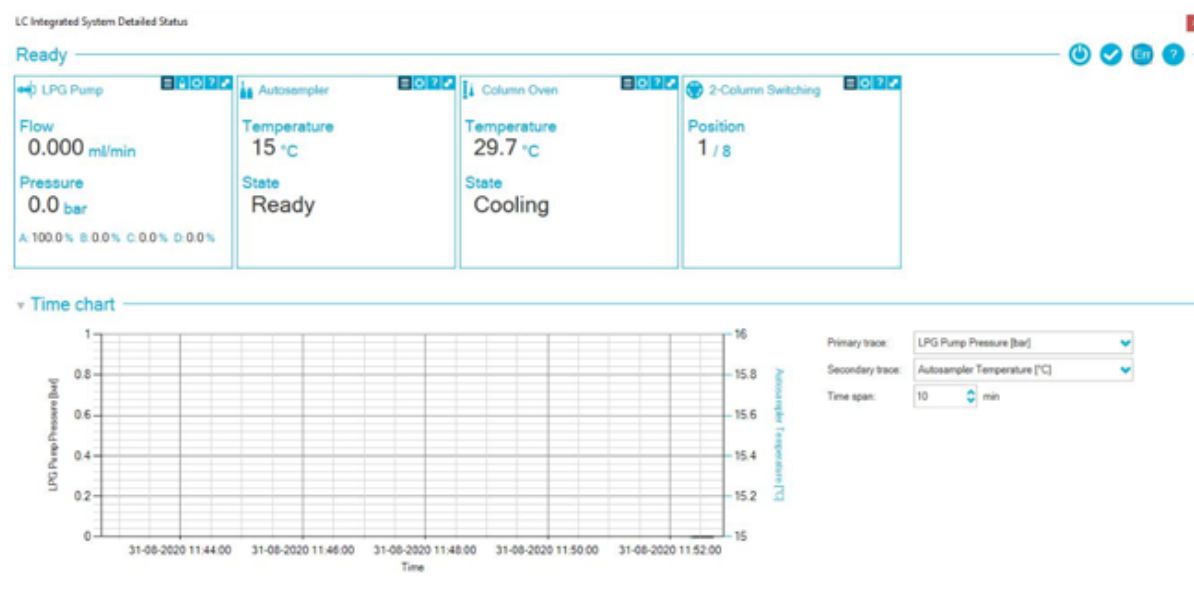 LC Integrated System Detailed Status
Ready
Err ?
LPG Pump
Flow
0.000 ml/min
Pressure
0.0 bar
A: 100.0 % B: 0.0 % C: 0.0 % D: 0.0 %
Autosampler
Temperature
15 °C
State
Ready
Column Oven
Temperature
29.7 °C
State
Cooling
2-Column Switching
Position
1 / 8
Time chart
LPG Pump Pressure [bar]
1
0.8
0.6
0.4
0.2
0
16
15.8
15.6
15.4
15.2
15
Autosampler Temperature [°C]
31-08-2020 11:44:00 31-08-2020 11:46:00 31-08-2020 11:48:00 31-08-2020 11:50:00 31-08-2020 11:52:00
Time
Primary trace: LPG Pump Pressure [bar]
Secondary trace: Autosampler Temperature [°C]
Time span: 10 min